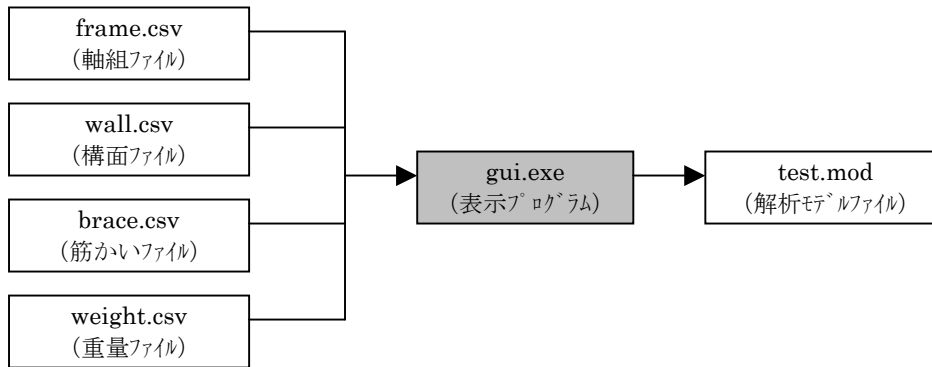 frame.csv
(軸組ﾌｧｲﾙ)
wall.csv
(構面ﾌｧｲﾙ)
brace.csv
(筋かいﾌｧｲﾙ)
weight.csv
(重量ﾌｧｲﾙ)
gui.exe
(表示ﾌﾟﾛｸﾞﾗﾑ)
test.mod
(解析ﾓﾃﾞﾙﾌｧｲﾙ)